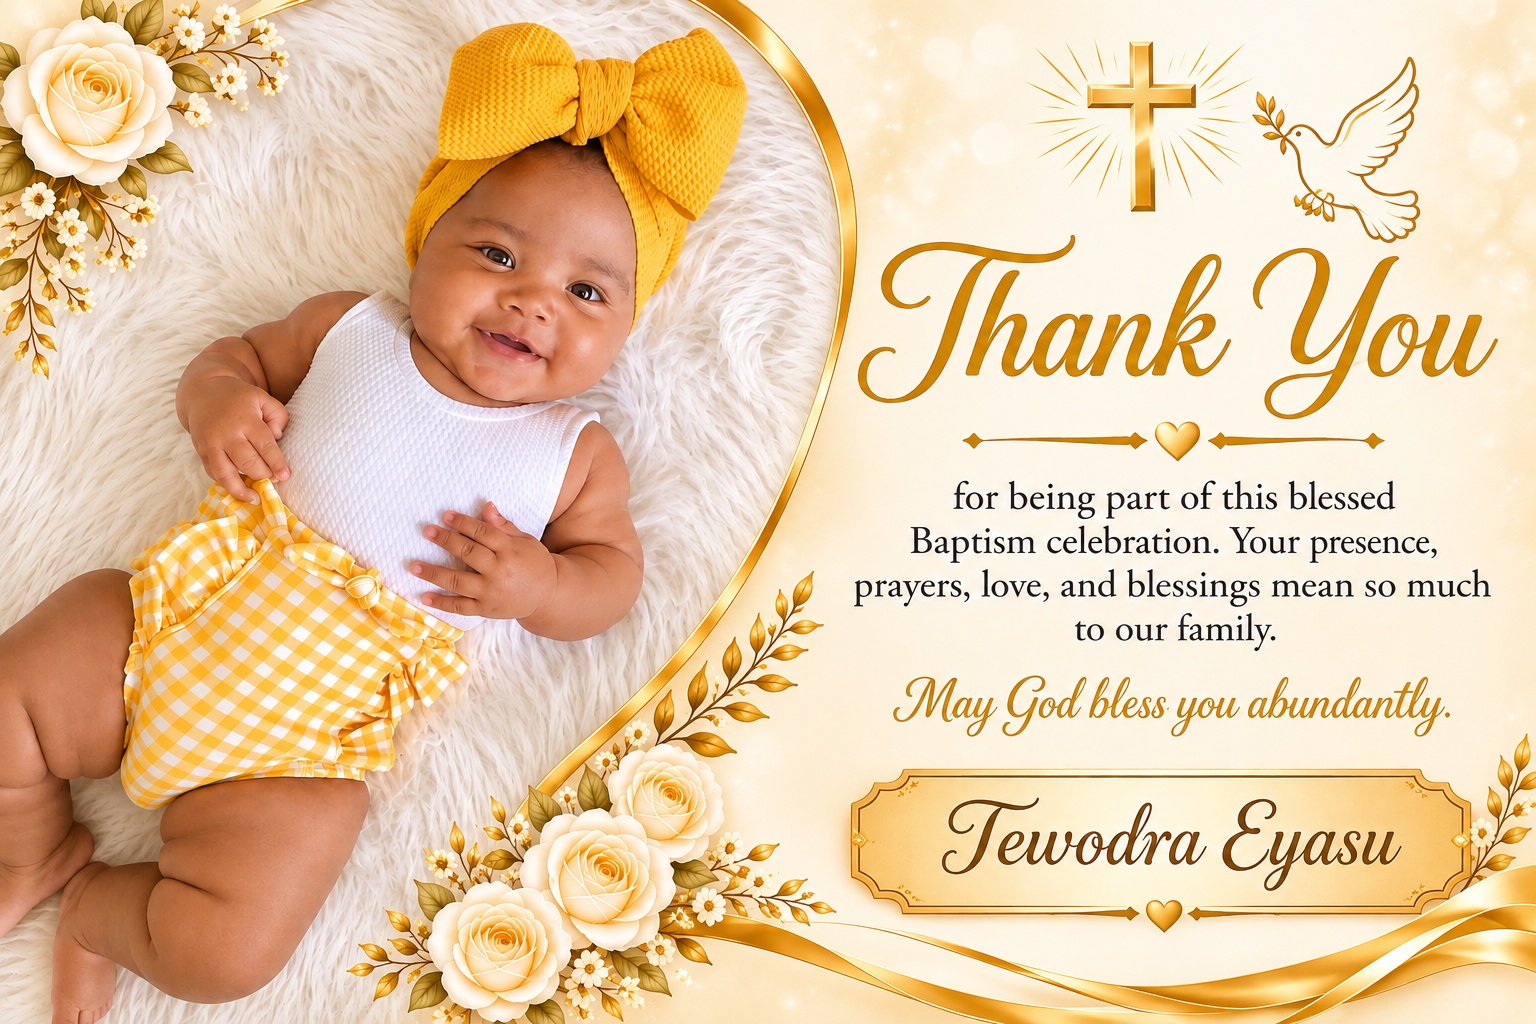 Thank You
for being part of this blessed
Baptism celebration. Your presence,
prayers, love, and blessings mean so much
to our family.
May God bless you abundantly.
Tewodra Eyasu